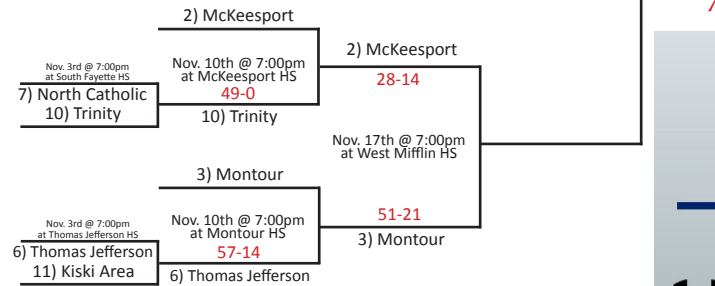 2) McKeesport
Nov. 3rd @ 7:00pm
at South Fayette HS
7) North Catholic
10) Trinity
Nov. 10th @ 7:00pm
at McKeesport HS
49-0
10) Trinity
2) McKeesport
28-14
Nov. 17th @ 7:00pm
at West Mifflin HS
3) Montour
Nov. 3rd @ 7:00pm
at Thomas Jefferson HS
6) Thomas Jefferson
11) Kiski Area
Nov. 10th @ 7:00pm
at Montour HS
57-14
6) Thomas Jefferson
51-21
3) Montour